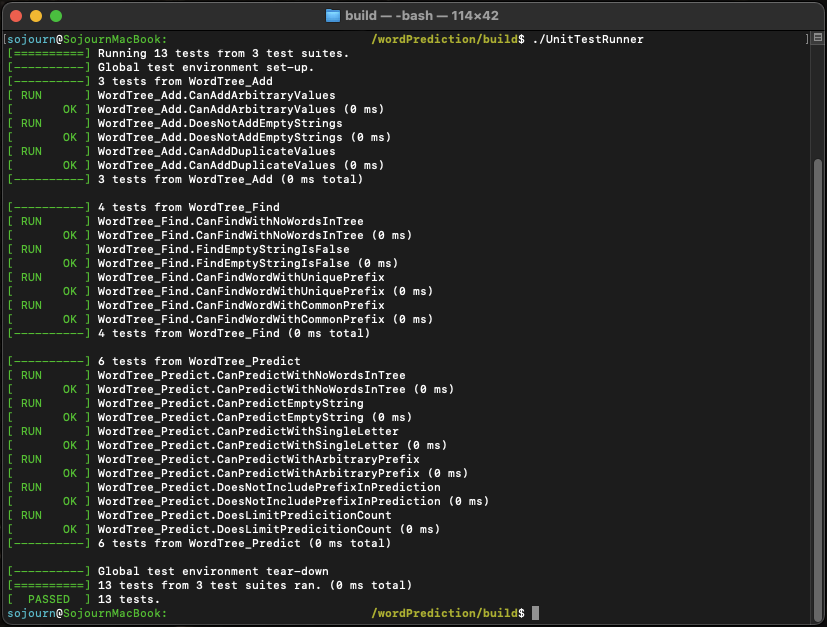 build — -bash — 114×42
[sojourn@SojournMacBook: /wordPrediction/build$ ./UnitTestRunner ]
[==========] Running 13 tests from 3 test suites.
[----------] Global test environment set-up.
[----------] 3 tests from WordTree_Add
[ RUN      ] WordTree_Add.CanAddArbitraryValues
[       OK ] WordTree_Add.CanAddArbitraryValues (0 ms)
[ RUN      ] WordTree_Add.DoesNotAddEmptyStrings
[       OK ] WordTree_Add.DoesNotAddEmptyStrings (0 ms)
[ RUN      ] WordTree_Add.CanAddDuplicateValues
[       OK ] WordTree_Add.CanAddDuplicateValues (0 ms)
[----------] 3 tests from WordTree_Add (0 ms total)
[----------] 4 tests from WordTree_Find
[ RUN      ] WordTree_Find.CanFindWithNoWordsInTree
[       OK ] WordTree_Find.CanFindWithNoWordsInTree (0 ms)
[ RUN      ] WordTree_Find.FindEmptyStringIsFalse
[       OK ] WordTree_Find.FindEmptyStringIsFalse (0 ms)
[ RUN      ] WordTree_Find.CanFindWordWithUniquePrefix
[       OK ] WordTree_Find.CanFindWordWithUniquePrefix (0 ms)
[ RUN      ] WordTree_Find.CanFindWordWithCommonPrefix
[       OK ] WordTree_Find.CanFindWordWithCommonPrefix (0 ms)
[----------] 4 tests from WordTree_Find (0 ms total)
[----------] 6 tests from WordTree_Predict
[ RUN      ] WordTree_Predict.CanPredictWithNoWordsInTree
[       OK ] WordTree_Predict.CanPredictWithNoWordsInTree (0 ms)
[ RUN      ] WordTree_Predict.CanPredictEmptyString
[       OK ] WordTree_Predict.CanPredictEmptyString (0 ms)
[ RUN      ] WordTree_Predict.CanPredictWithSingleLetter
[       OK ] WordTree_Predict.CanPredictWithSingleLetter (0 ms)
[ RUN      ] WordTree_Predict.CanPredictWithArbitraryPrefix
[       OK ] WordTree_Predict.CanPredictWithArbitraryPrefix (0 ms)
[ RUN      ] WordTree_Predict.DoesNotIncludePrefixInPrediction
[       OK ] WordTree_Predict.DoesNotIncludePrefixInPrediction (0 ms)
[ RUN      ] WordTree_Predict.DoesLimitPredicitionCount
[       OK ] WordTree_Predict.DoesLimitPredicitionCount (0 ms)
[----------] 6 tests from WordTree_Predict (0 ms total)
[----------] Global test environment tear-down
[==========] 13 tests from 3 test suites ran. (0 ms total)
[  PASSED  ] 13 tests.
sojourn@SojournMacBook: /wordPrediction/build$